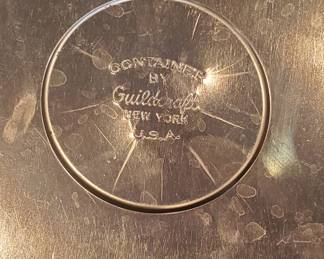 CONTAINER
BY
Guildcraft
NEW YORK
U.S.A.